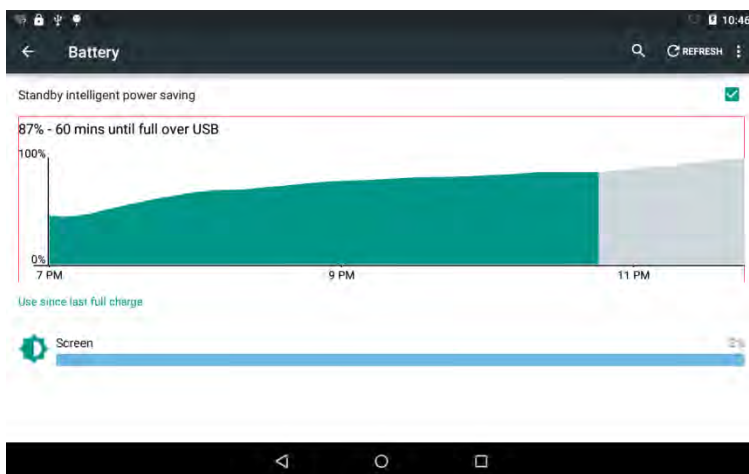 10:46
Battery
REFRESH
Standby intelligent power saving
87% - 60 mins until full over USB
100%
0%
7 PM 9 PM 11 PM
Use since last full charge
Screen